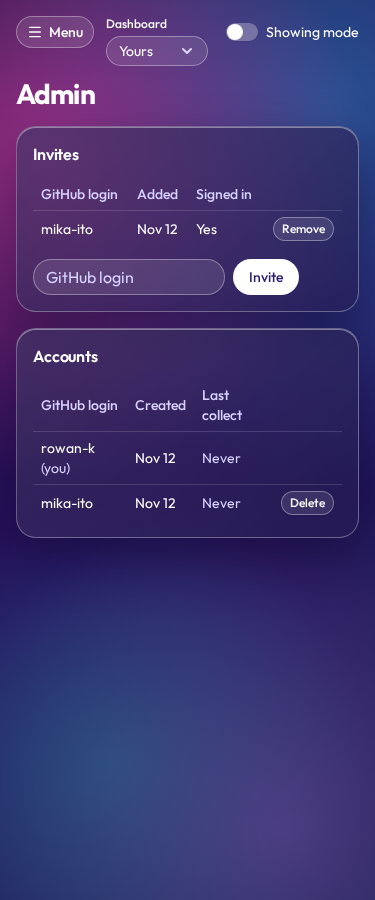 Menu
Dashboard
Yours
Showing mode
Admin
Invites
GitHub login Added Signed in
mika-ito Nov 12 Yes Remove
GitHub login Invite
Accounts
GitHub login Created Last
collect
rowan-k
(you) Nov 12 Never
mika-ito Nov 12 Never Delete